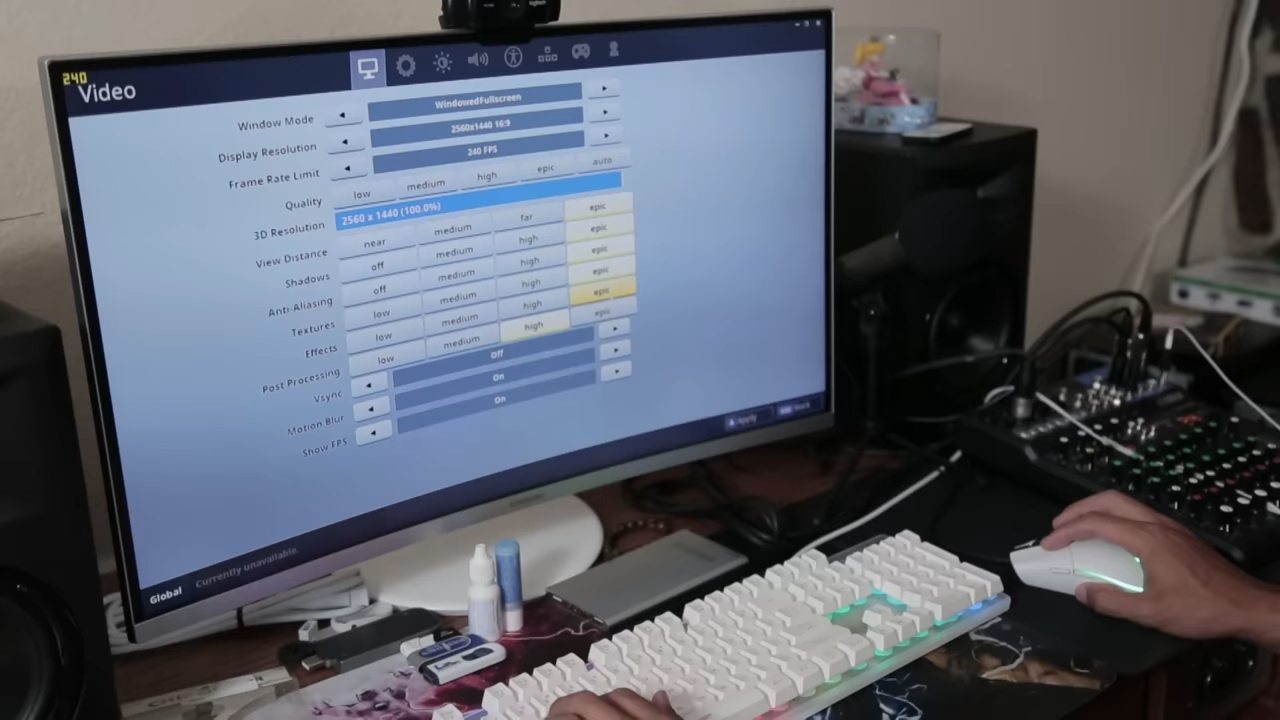 240
Video
Window Mode WindowedFullscreen
Display Resolution 2560x1440 16:9
Frame Rate Limit 240 FPS
Quality low medium high epic auto
3D Resolution 2560 x 1440 (100.0%)
View Distance near medium far epic
Shadows off medium high epic
Anti-Aliasing off medium high epic
Textures low medium high epic
Effects low medium high epic
Post Processing low medium high epic
Vsync Off
Motion Blur On
Show FPS On
Apply
Back
Global Currently unavailable.